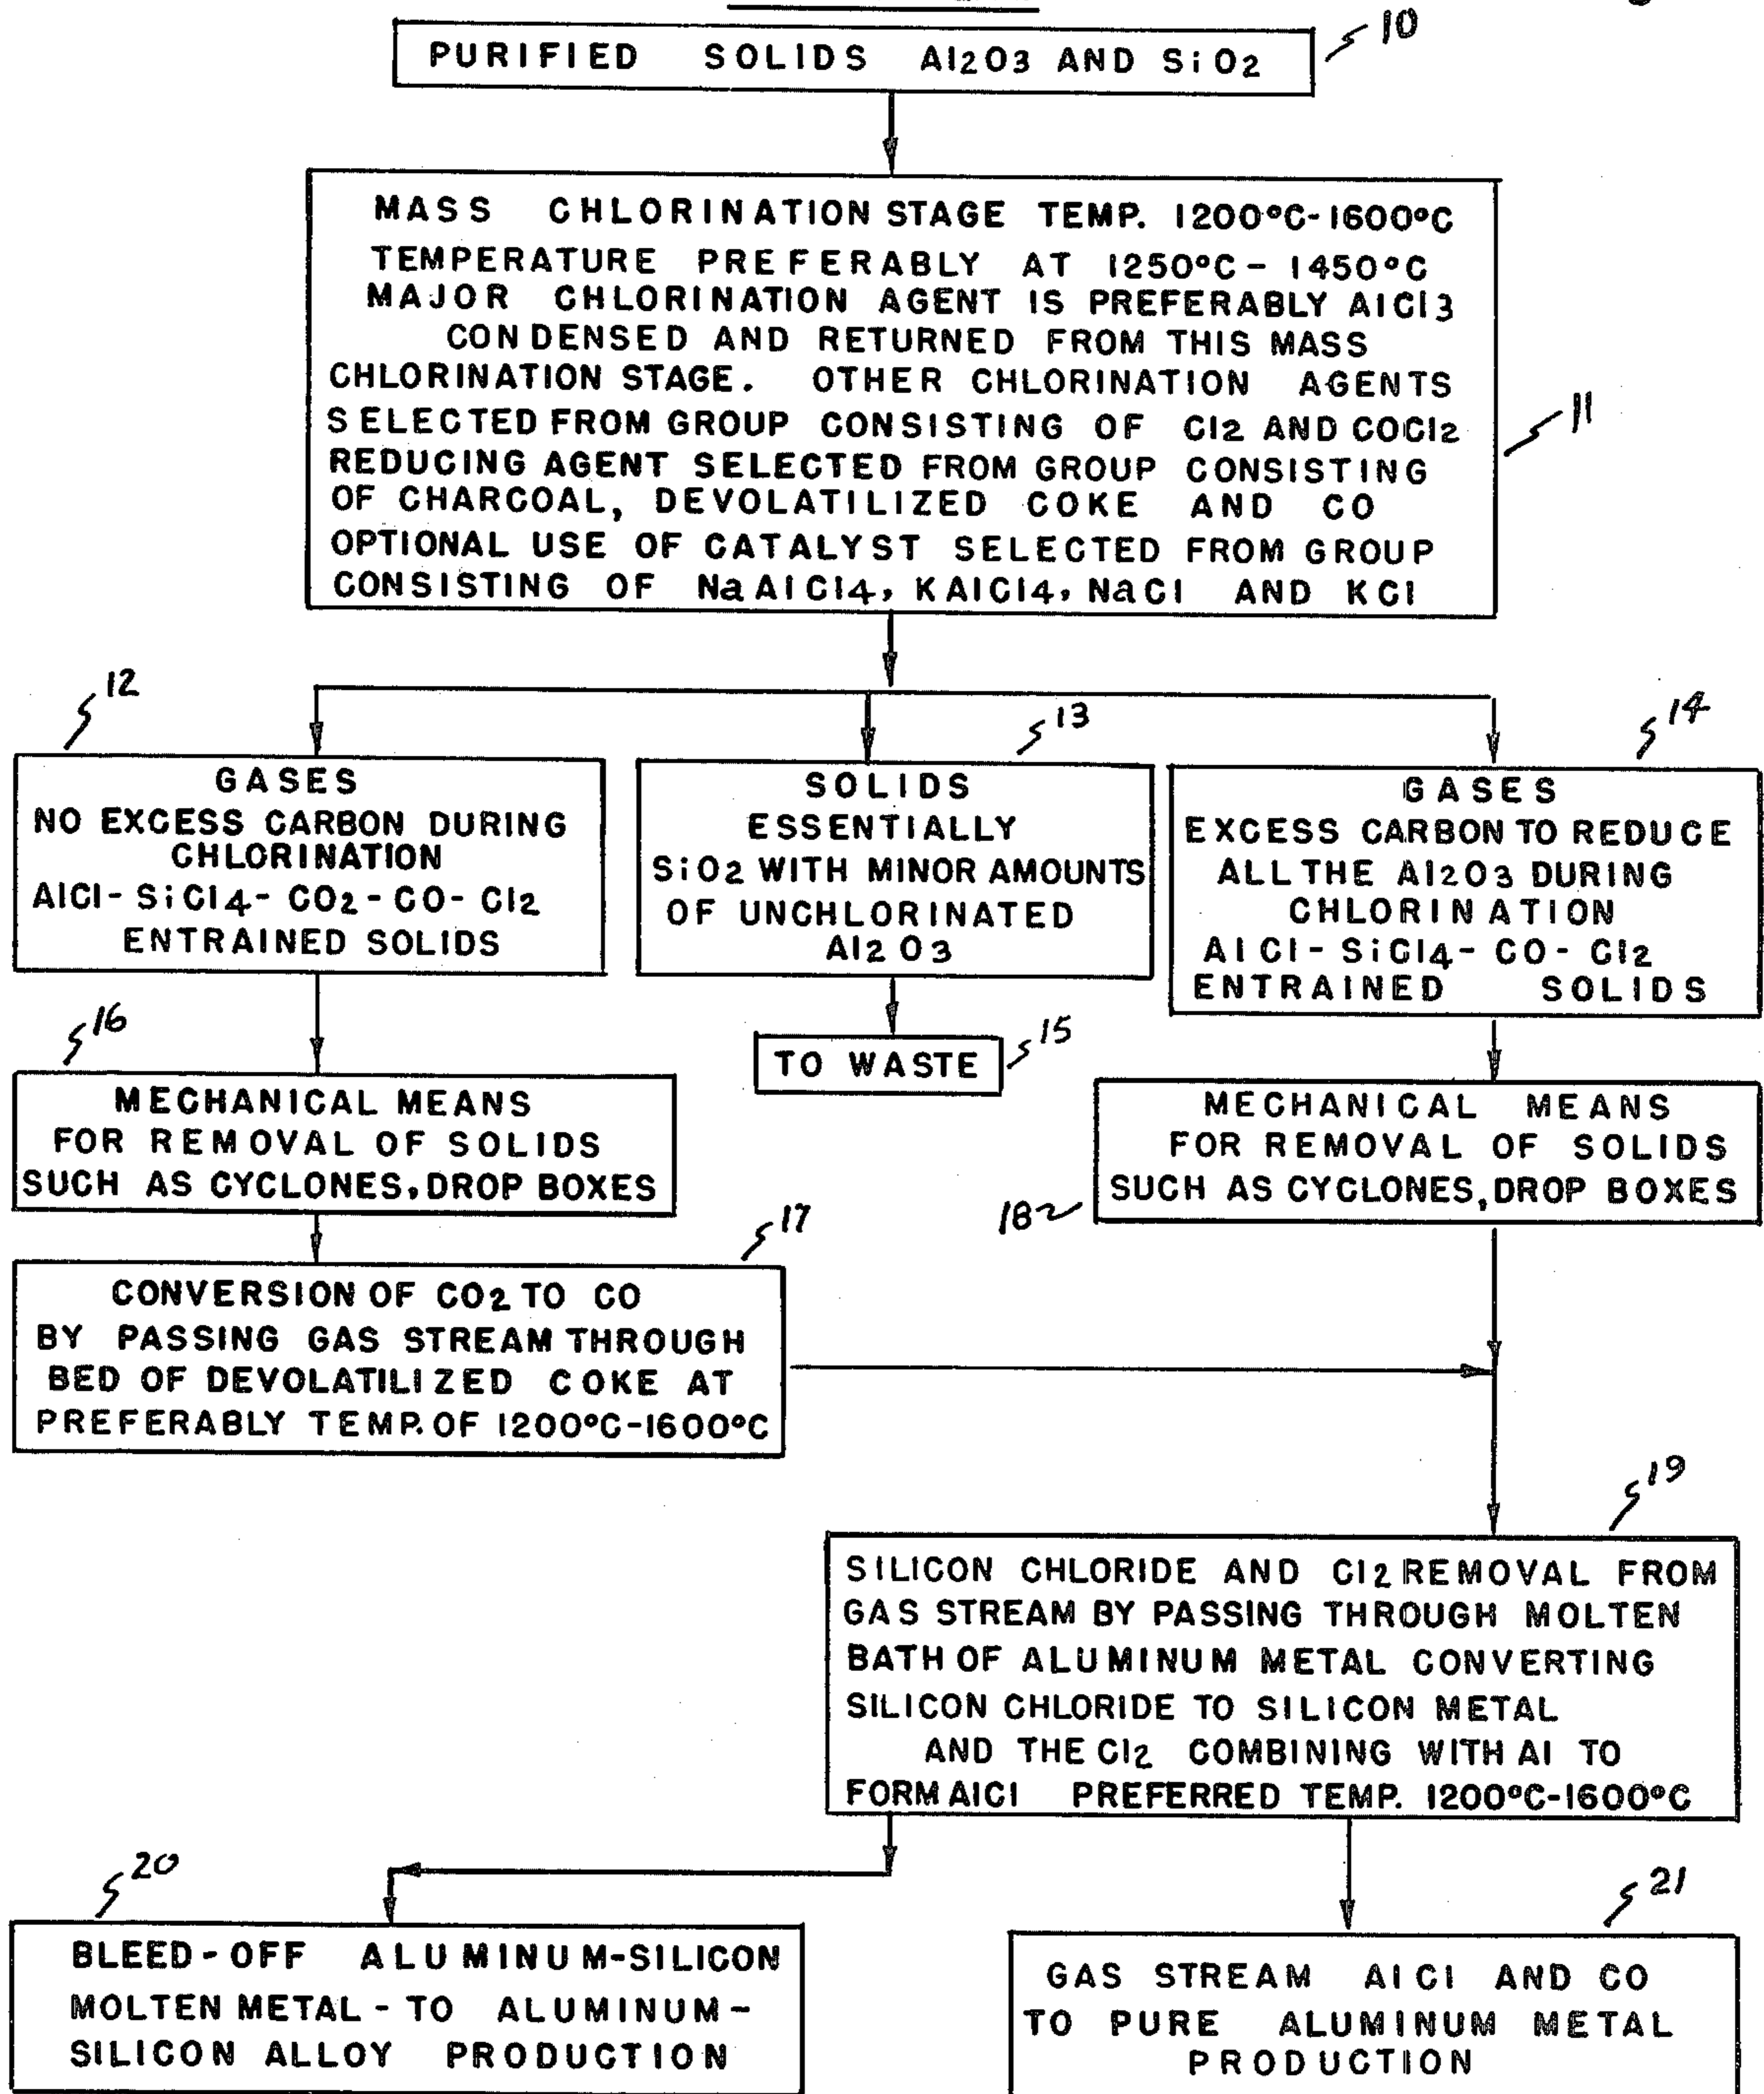 10
PURIFIED SOLIDS Al2O3 AND SiO2
MASS CHLORINATION STAGE TEMP. 1200°C-1600°C
TEMPERATURE PREFERABLY AT 1250°C - 1450°C
MAJOR CHLORINATION AGENT IS PREFERABLY AlCl3
CONDENSED AND RETURNED FROM THIS MASS
CHLORINATION STAGE. OTHER CHLORINATION AGENTS
SELECTED FROM GROUP CONSISTING OF Cl2 AND COCl2
REDUCING AGENT SELECTED FROM GROUP CONSISTING
OF CHARCOAL, DEVOLATILIZED COKE AND CO
OPTIONAL USE OF CATALYST SELECTED FROM GROUP
CONSISTING OF NaAlCl4, KAlCl4, NaCl AND KCl
11
12
GASES
NO EXCESS CARBON DURING
CHLORINATION
AlCl-SiCl4-CO2-CO-Cl2
ENTRAINED SOLIDS
13
SOLIDS
ESSENTIALLY
SiO2 WITH MINOR AMOUNTS
OF UNCHLORINATED
Al2O3
14
GASES
EXCESS CARBON TO REDUCE
ALL THE Al2O3 DURING
CHLORINATION
AlCl-SiCl4-CO-Cl2
ENTRAINED SOLIDS
15
TO WASTE
16
MECHANICAL MEANS
FOR REMOVAL OF SOLIDS
SUCH AS CYCLONES, DROP BOXES
18
MECHANICAL MEANS
FOR REMOVAL OF SOLIDS
SUCH AS CYCLONES, DROP BOXES
17
CONVERSION OF CO2 TO CO
BY PASSING GAS STREAM THROUGH
BED OF DEVOLATILIZED COKE AT
PREFERABLY TEMP. OF 1200°C-1600°C
19
SILICON CHLORIDE AND Cl2 REMOVAL FROM
GAS STREAM BY PASSING THROUGH MOLTEN
BATH OF ALUMINUM METAL CONVERTING
SILICON CHLORIDE TO SILICON METAL
AND THE Cl2 COMBINING WITH Al TO
FORM AlCl PREFERRED TEMP. 1200°C-1600°C
20
BLEED-OFF ALUMINUM-SILICON
MOLTEN METAL - TO ALUMINUM-
SILICON ALLOY PRODUCTION
21
GAS STREAM AlCl AND CO
TO PURE ALUMINUM METAL
PRODUCTION